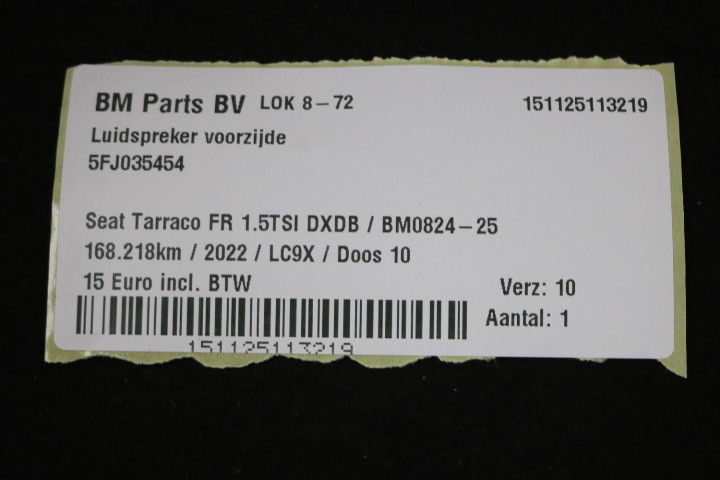 BM Parts BV LOK 8-72 151125113219
Luidspreker voorzijde
5FJ035454
Seat Tarraco FR 1.5TSI DXDB / BM0824-25
168.218km / 2022 / LC9X / Doos 10
15 Euro incl. BTW Verz: 10
Aantal: 1
151125113219